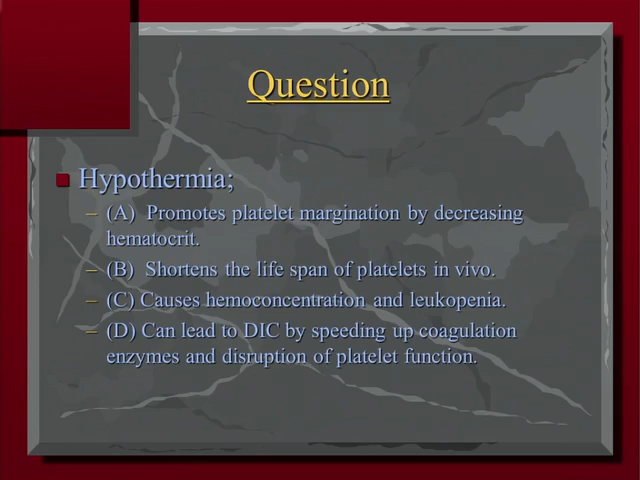 Question
Hypothermia;
– (A) Promotes platelet margination by decreasing
hematocrit.
– (B) Shortens the life span of platelets in vivo.
– (C) Causes hemoconcentration and leukopenia.
– (D) Can lead to DIC by speeding up coagulation
enzymes and disruption of platelet function.